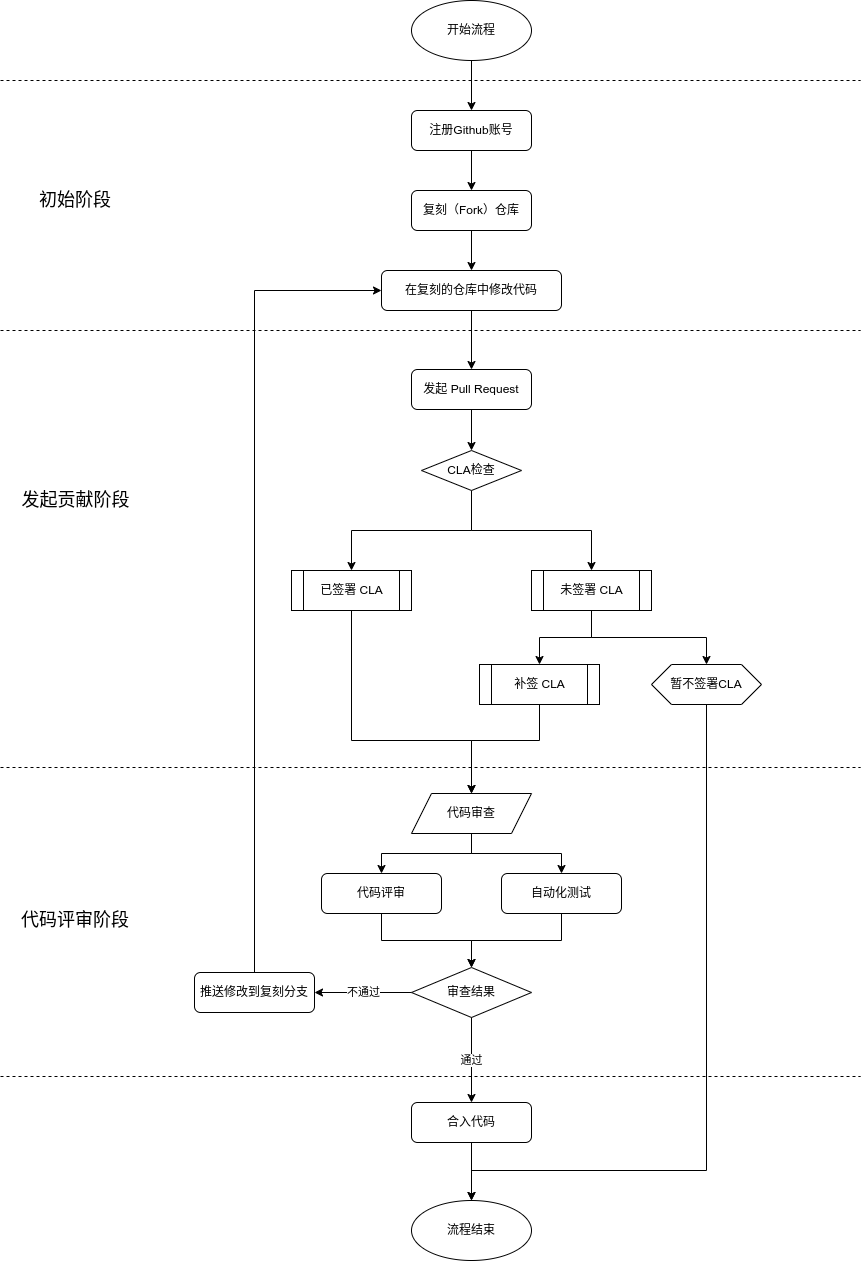 开始流程
注册Github账号
初始阶段
复刻（Fork）仓库
在复刻的仓库中修改代码
发起 Pull Request
CLA检查
发起贡献阶段
已签署 CLA
未签署 CLA
补签 CLA
暂不签署CLA
代码审查
代码评审
自动化测试
代码评审阶段
推送修改到复刻分支
不通过
审查结果
通过
合入代码
流程结束